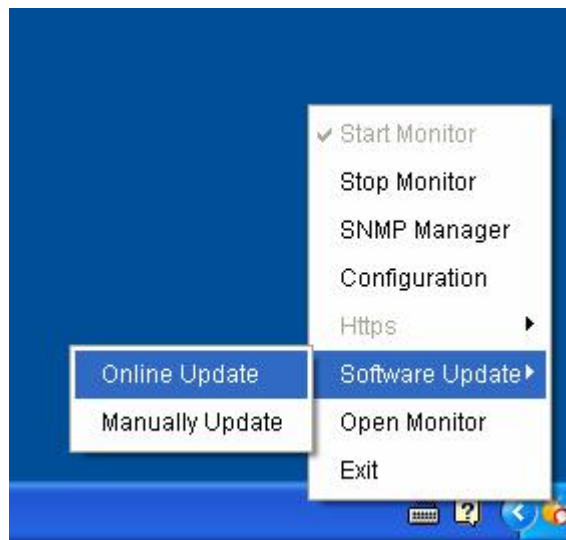 Start Monitor
Stop Monitor
SNMP Manager
Configuration
Https
Software Update
Online Update
Manually Update
Open Monitor
Exit